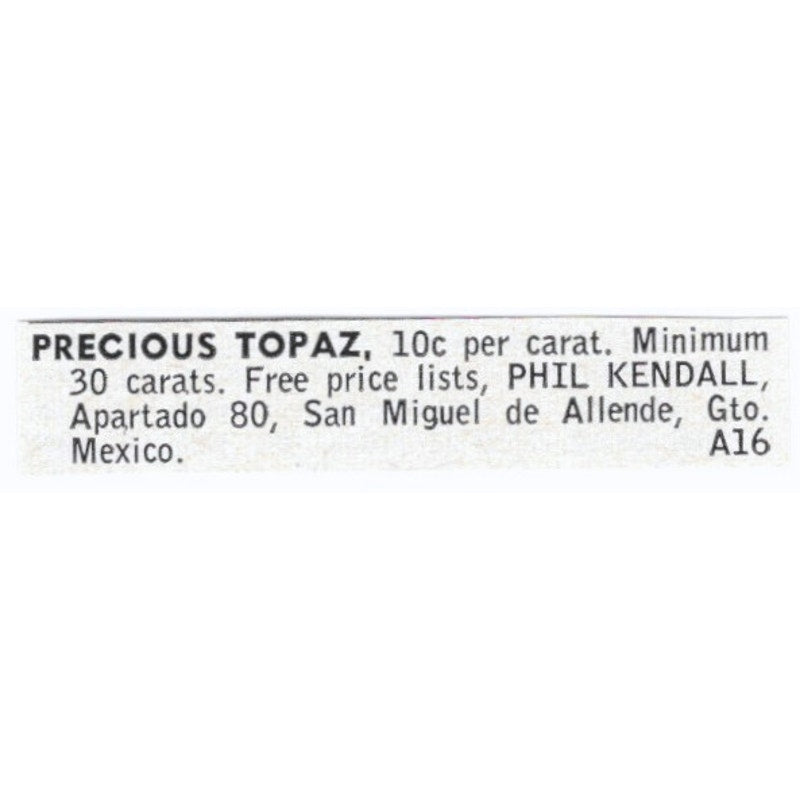 PRECIOUS TOPAZ, 10c per carat. Minimum
30 carats. Free price lists, PHIL KENDALL,
Apartado 80, San Miguel de Allende, Gto.
Mexico. A16